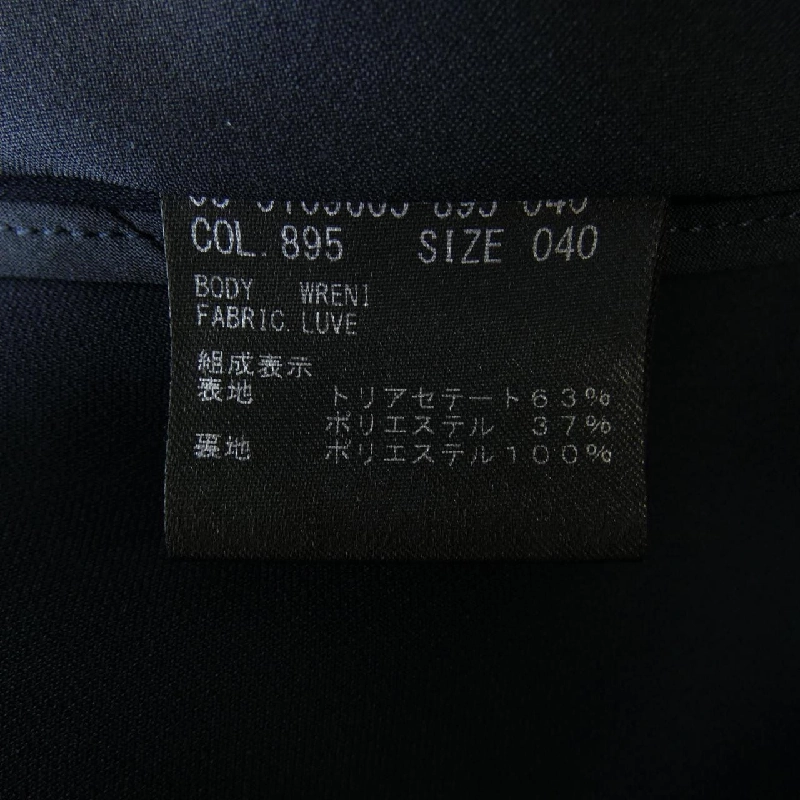 COL. 895 SIZE 040
BODY WRENI
FABRIC. LUVE
組成表示
表地 トリアセテート63%
ポリエステル 37%
裏地 ポリエステル100%